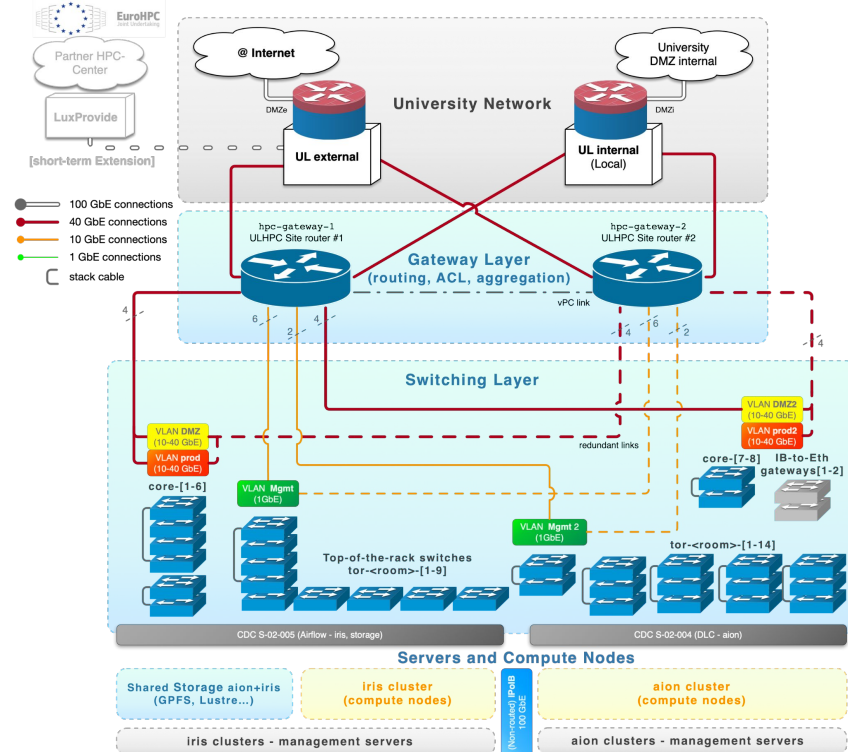 EuroHPC
Joint Undertaking
Partner HPC-
Center
LuxProvide
[short-term Extension]
@ Internet
University
DMZ internal
University Network
DMZe
DMZi
UL external
UL internal
(Local)
100 GbE connections
40 GbE connections
10 GbE connections
1 GbE connections
stack cable
hpc-gateway-1
ULHPC Site router #1
hpc-gateway-2
ULHPC Site router #2
Gateway Layer
(routing, ACL, aggregation)
vPC link
4
6
2
4
4
6
2
4
Switching Layer
VLAN DMZ
(10-40 GbE)
VLAN prod
(10-40 GbE)
VLAN DMZ2
(10-40 GbE)
VLAN prod2
(10-40 GbE)
redundant links
core-[1-6]
VLAN Mgmt
(1GbE)
core-[7-8]
IB-to-Eth
gateways[1-2]
VLAN Mgmt 2
(1GbE)
Top-of-the-rack switches
tor-<room>-[1-9]
tor-<room>-[1-14]
CDC S-02-005 (Airflow - iris, storage)
CDC S-02-004 (DLC - aion)
Servers and Compute Nodes
Shared Storage aion+iris
(GPFS, Lustre...)
iris cluster
(compute nodes)
(Non-routed) IPoIB
100 GbE
aion cluster
(compute nodes)
iris clusters - management servers
aion clusters - management servers